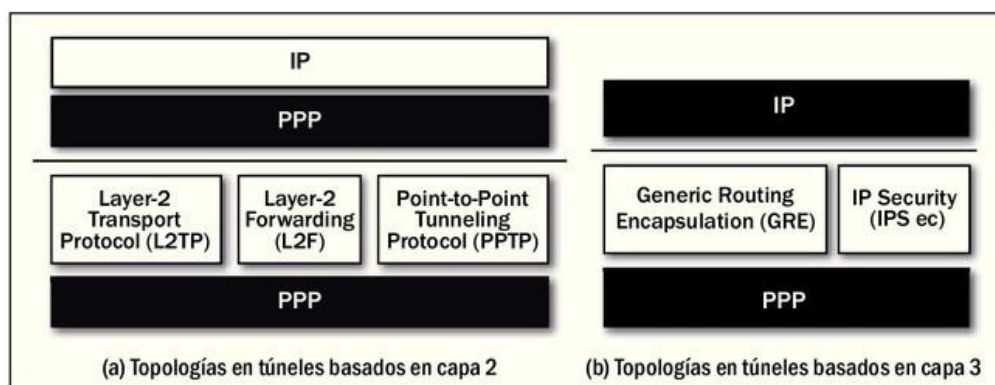 IP
PPP
Layer-2
Transport
Protocol (L2TP)
Layer-2
Forwarding
(L2F)
Point-to-Point
Tunneling
Protocol (PPTP)
PPP
(a) Topologías en túneles basados en capa 2
IP
Generic Routing
Encapsulation (GRE)
IP Security
(IPS ec)
PPP
(b) Topologías en túneles basados en capa 3